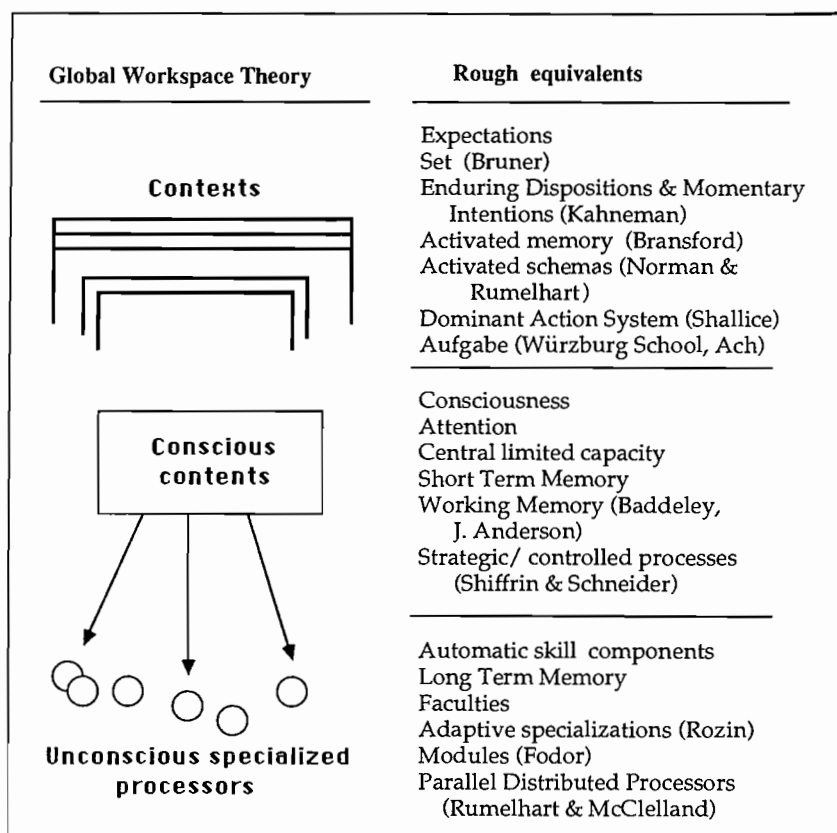 Global Workspace Theory
Rough equivalents
Contexts
Expectations
Set (Bruner)
Enduring Dispositions & Momentary
Intentions (Kahneman)
Activated memory (Bransford)
Activated schemas (Norman &
Rumelhart)
Dominant Action System (Shallice)
Aufgabe (Würzburg School, Ach)
Conscious
contents
Consciousness
Attention
Central limited capacity
Short Term Memory
Working Memory (Baddeley,
J. Anderson)
Strategic/ controlled processes
(Shiffrin & Schneider)
Unconscious specialized
processors
Automatic skill components
Long Term Memory
Faculties
Adaptive specializations (Rozin)
Modules (Fodor)
Parallel Distributed Processors
(Rumelhart & McClelland)